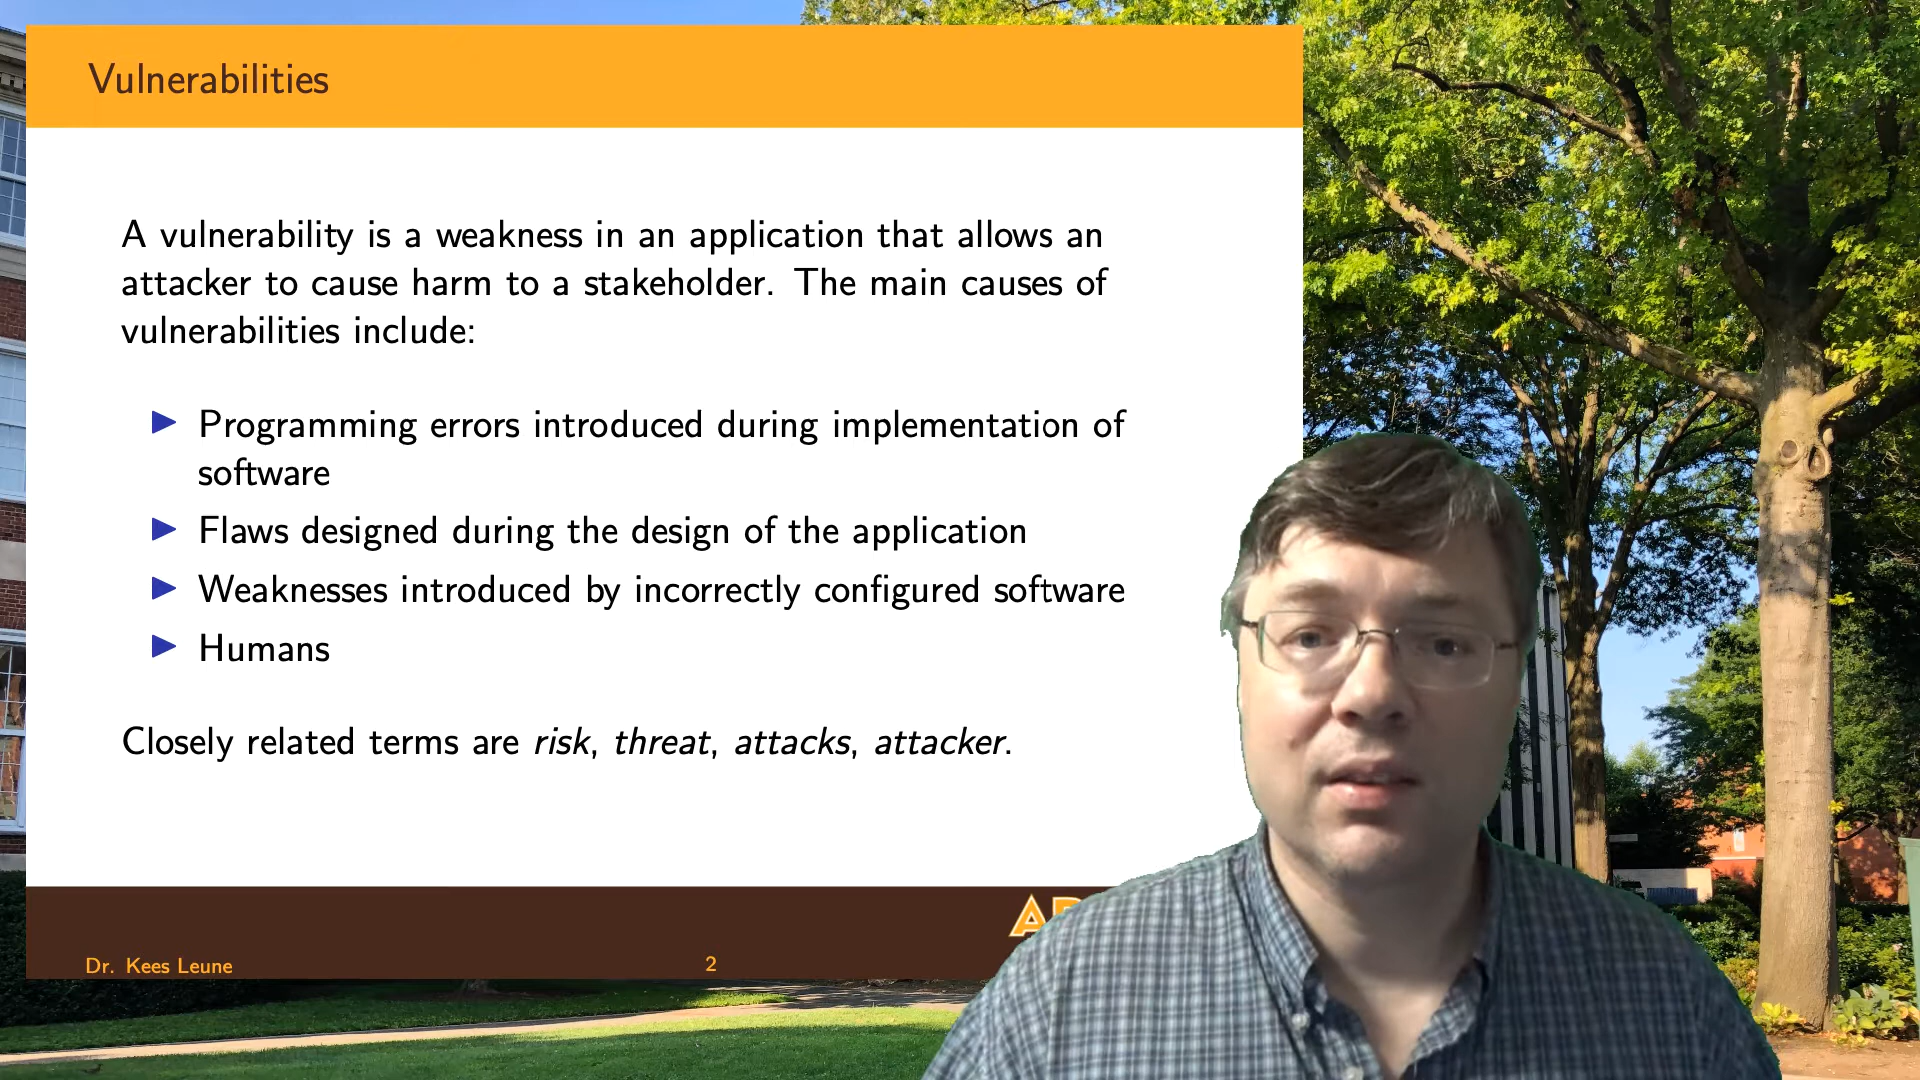 Vulnerabilities
A vulnerability is a weakness in an application that allows an
attacker to cause harm to a stakeholder. The main causes of
vulnerabilities include:
Programming errors introduced during implementation of
software
Flaws designed during the design of the application
Weaknesses introduced by incorrectly configured software
Humans
Closely related terms are risk, threat, attacks, attacker.
Dr. Kees Leune
2